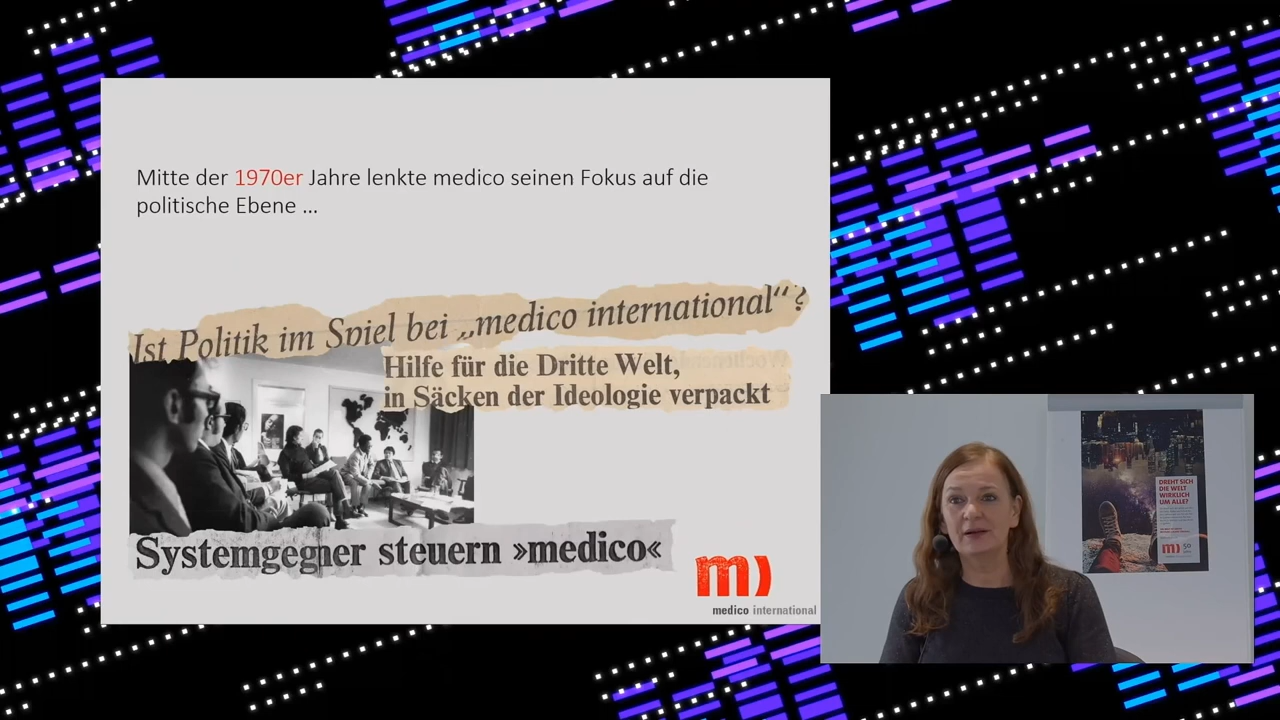 Mitte der 1970er Jahre lenkte medico seinen Fokus auf die
politische Ebene ...
Ist Politik im Spiel bei „medico international“?
Hilfe für die Dritte Welt,
in Säcken der Ideologie verpackt
Systemgegner steuern »medico«
m)
medico international
DREHT SICH
DIE WELT
WIRKLICH
UM ALLE?
m)
50